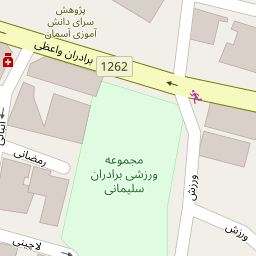 پژوهش
سرای دانش
آموزی آسمان
برادران واعظی
1262
مجموعه
ورزشی برادران
سلیمانی
رمضانی
ورزش
ورزش
لاچینی